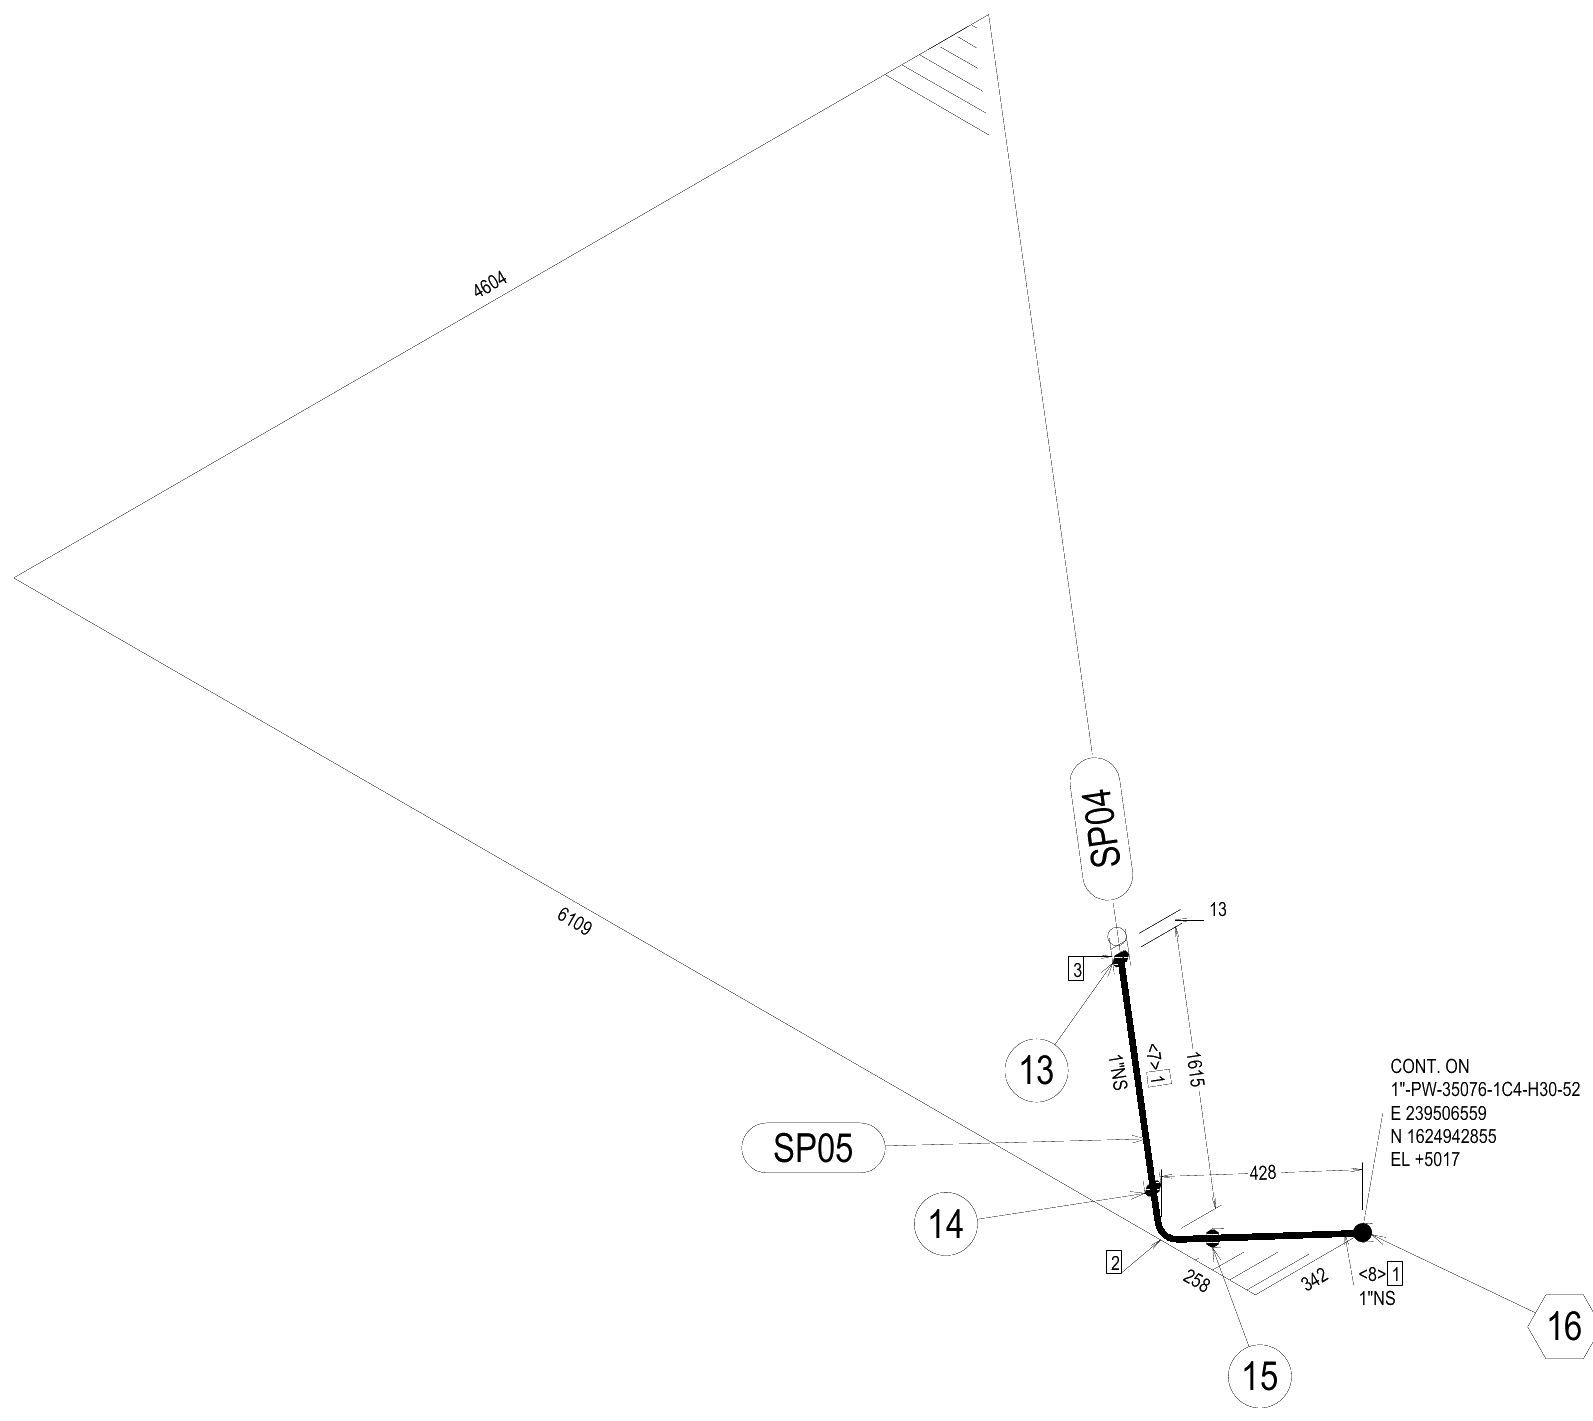 4604
6109
SP04
13
3
13
<7> 1
1"NS
1615
SP05
CONT. ON
1"-PW-35076-1C4-H30-52
E 239506559
N 1624942855
EL +5017
428
14
2
258
342
<8> 1
1"NS
16
15